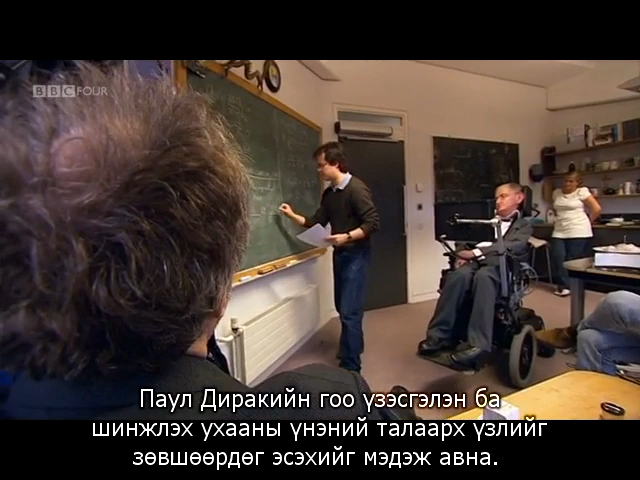 BBC FOUR
Паул Диракийн гоо үзэсгэлэн ба
шинжлэх ухааны үнэний талаарх үзлийг
зөвшөөрдөг эсэхийг мэдэж авна.